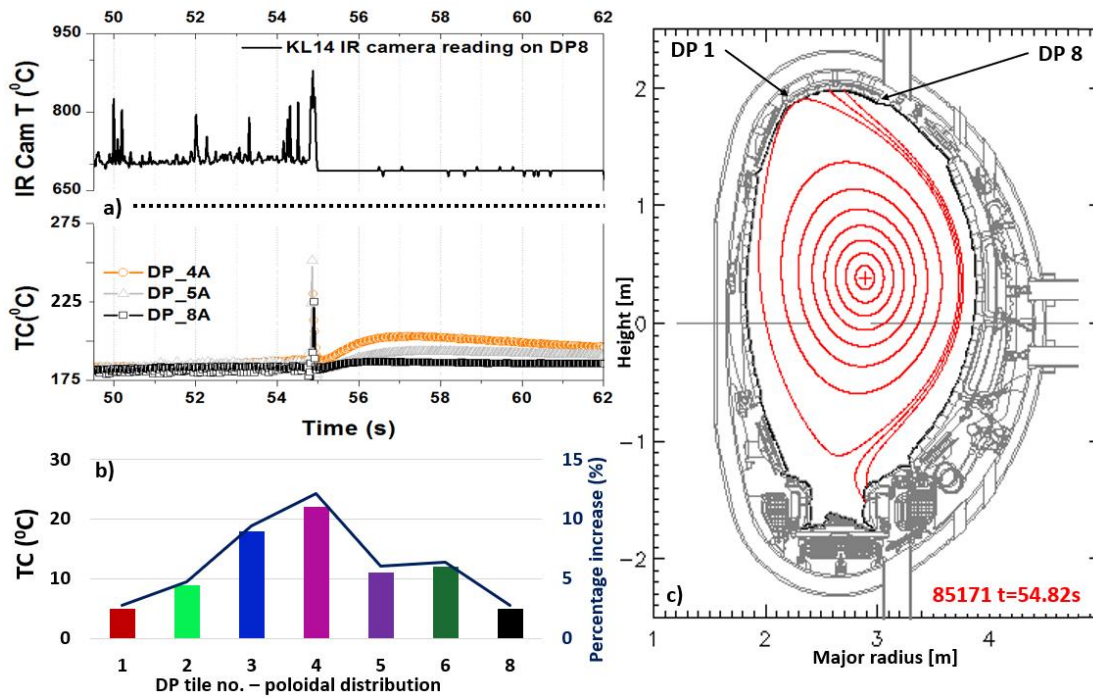 50 52 54 56 58 60 62
950
800
650
IR Cam T (⁰C)
KL14 IR camera reading on DP8
a)
275
225
175
TC(⁰C)
DP_4A
DP_5A
DP_8A
50 52 54 56 58 60 62
Time (s)
b)
30
20
10
0
TC (⁰C)
15
10
5
0
Percentage increase (%)
1 2 3 4 5 6 8
DP tile no. – poloidal distribution
DP 1
DP 8
2
1
0
−1
−2
Height [m]
c)
85171 t=54.82s
1 2 3 4
Major radius [m]